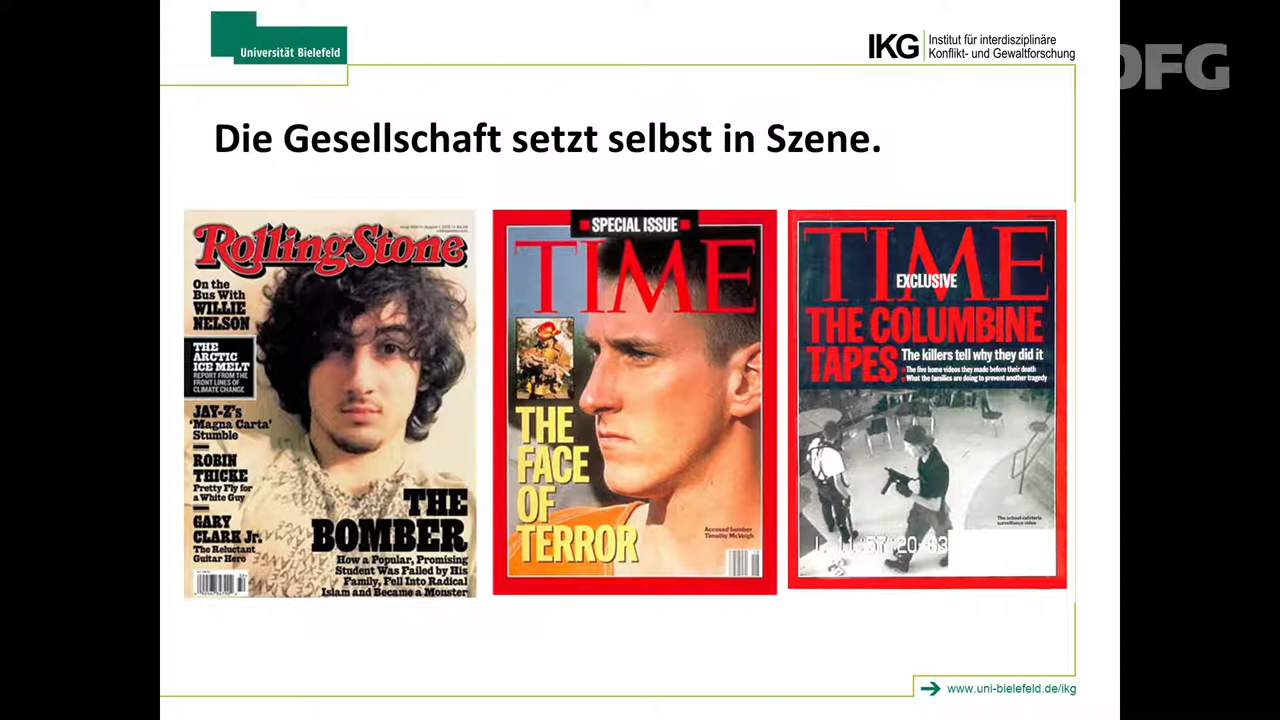 Universität Bielefeld
IKG
Institut für interdisziplinäre
Konflikt- und Gewaltforschung
DFG
Die Gesellschaft setzt selbst in Szene.
RollingStone
On the
Bus With
WILLIE
NELSON
THE
ARCTIC
ICE MELT
REPORT FROM THE
FRONT LINES OF
CLIMATE CHANGE
JAY-Z's
'Magna Carta'
Stumble
ROBIN
THICKE
Pretty Fly for
a White Guy
GARY
CLARK Jr.
The Reluctant
Guitar Hero
THE
BOMBER
How a Popular, Promising
Student Was Failed by His
Family, Fell Into Radical
Islam and Became a Monster
SPECIAL ISSUE
TIME
THE
FACE
OF
TERROR
Accused bomber
Timothy McVeigh
TIME
EXCLUSIVE
THE COLUMBINE
TAPES
The killers tell why they did it
The five home videos they made before their death
What the families are doing to prevent another tragedy
The school-cafeteria
surveillance video
www.uni-bielefeld.de/ikg